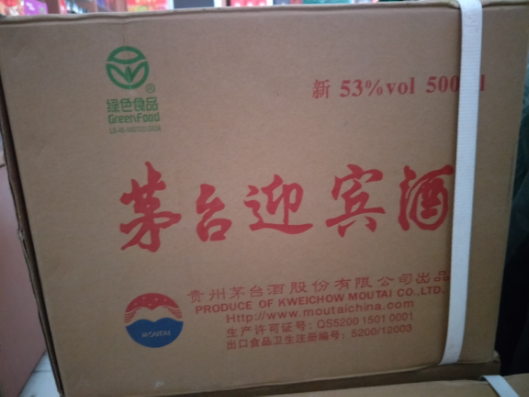 绿色食品
GreenFood
新 53%vol 500ml
茅台迎宾酒
贵州茅台酒股份有限公司出品
PRODUCE OF KWEICHOW MOUTAI CO.,LTD.
Http://www.moutaichina.com
生产许可证号：QS5200 1501 0001
出口食品卫生注册编号：5200/12003
MOUTAI